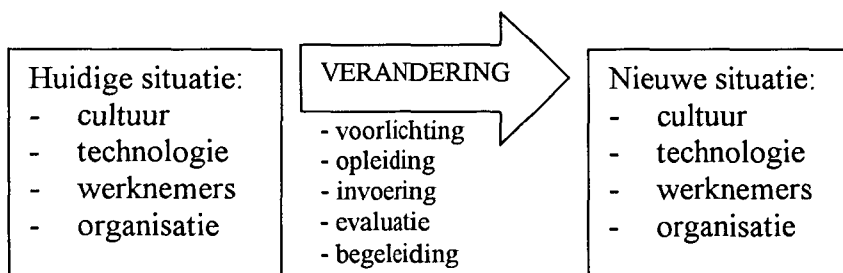 Huidige situatie:
- cultuur
- technologie
- werknemers
- organisatie
VERANDERING
- voorlichting
- opleiding
- invoering
- evaluatie
- begeleiding
Nieuwe situatie:
- cultuur
- technologie
- werknemers
- organisatie